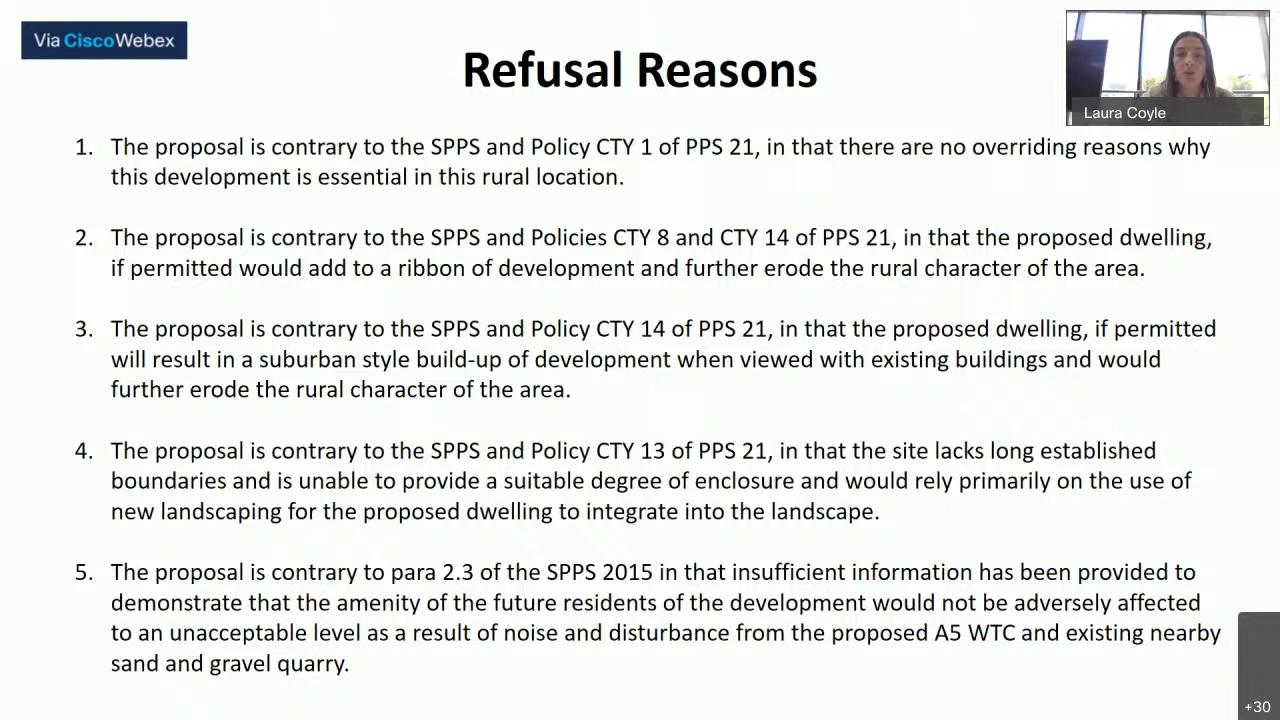 Via Cisco Webex
Refusal Reasons
Laura Coyle
1. The proposal is contrary to the SPPS and Policy CTY 1 of PPS 21, in that there are no overriding reasons why
this development is essential in this rural location.
2. The proposal is contrary to the SPPS and Policies CTY 8 and CTY 14 of PPS 21, in that the proposed dwelling,
if permitted would add to a ribbon of development and further erode the rural character of the area.
3. The proposal is contrary to the SPPS and Policy CTY 14 of PPS 21, in that the proposed dwelling, if permitted
will result in a suburban style build-up of development when viewed with existing buildings and would
further erode the rural character of the area.
4. The proposal is contrary to the SPPS and Policy CTY 13 of PPS 21, in that the site lacks long established
boundaries and is unable to provide a suitable degree of enclosure and would rely primarily on the use of
new landscaping for the proposed dwelling to integrate into the landscape.
5. The proposal is contrary to para 2.3 of the SPPS 2015 in that insufficient information has been provided to
demonstrate that the amenity of the future residents of the development would not be adversely affected
to an unacceptable level as a result of noise and disturbance from the proposed A5 WTC and existing nearby
sand and gravel quarry.
+30